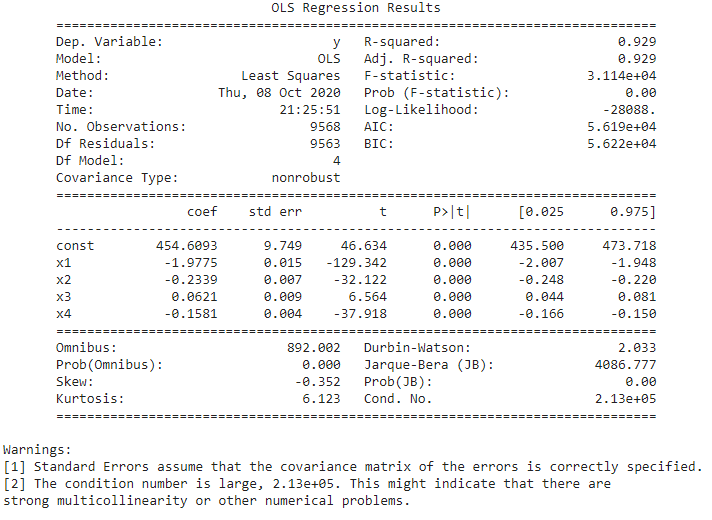 OLS Regression Results
==============================================================================
Dep. Variable:                      y   R-squared:                       0.929
Model:                            OLS   Adj. R-squared:                  0.929
Method:                 Least Squares   F-statistic:                 3.114e+04
Date:                Thu, 08 Oct 2020   Prob (F-statistic):               0.00
Time:                        21:25:51   Log-Likelihood:                -28088.
No. Observations:                9568   AIC:                         5.619e+04
Df Residuals:                    9563   BIC:                         5.622e+04
Df Model:                           4
Covariance Type:            nonrobust
==============================================================================
                 coef    std err          t      P>|t|      [0.025      0.975]
------------------------------------------------------------------------------
const        454.6093      9.749     46.634      0.000     435.500     473.718
x1            -1.9775      0.015   -129.342      0.000      -2.007      -1.948
x2            -0.2339      0.007    -32.122      0.000      -0.248      -0.220
x3             0.0621      0.009      6.564      0.000       0.044       0.081
x4            -0.1581      0.004    -37.918      0.000      -0.166      -0.150
==============================================================================
Omnibus:                      892.002   Durbin-Watson:                   2.033
Prob(Omnibus):                  0.000   Jarque-Bera (JB):             4086.777
Skew:                          -0.352   Prob(JB):                         0.00
Kurtosis:                       6.123   Cond. No.                     2.13e+05
==============================================================================
Warnings:
[1] Standard Errors assume that the covariance matrix of the errors is correctly specified.
[2] The condition number is large, 2.13e+05. This might indicate that there are
strong multicollinearity or other numerical problems.